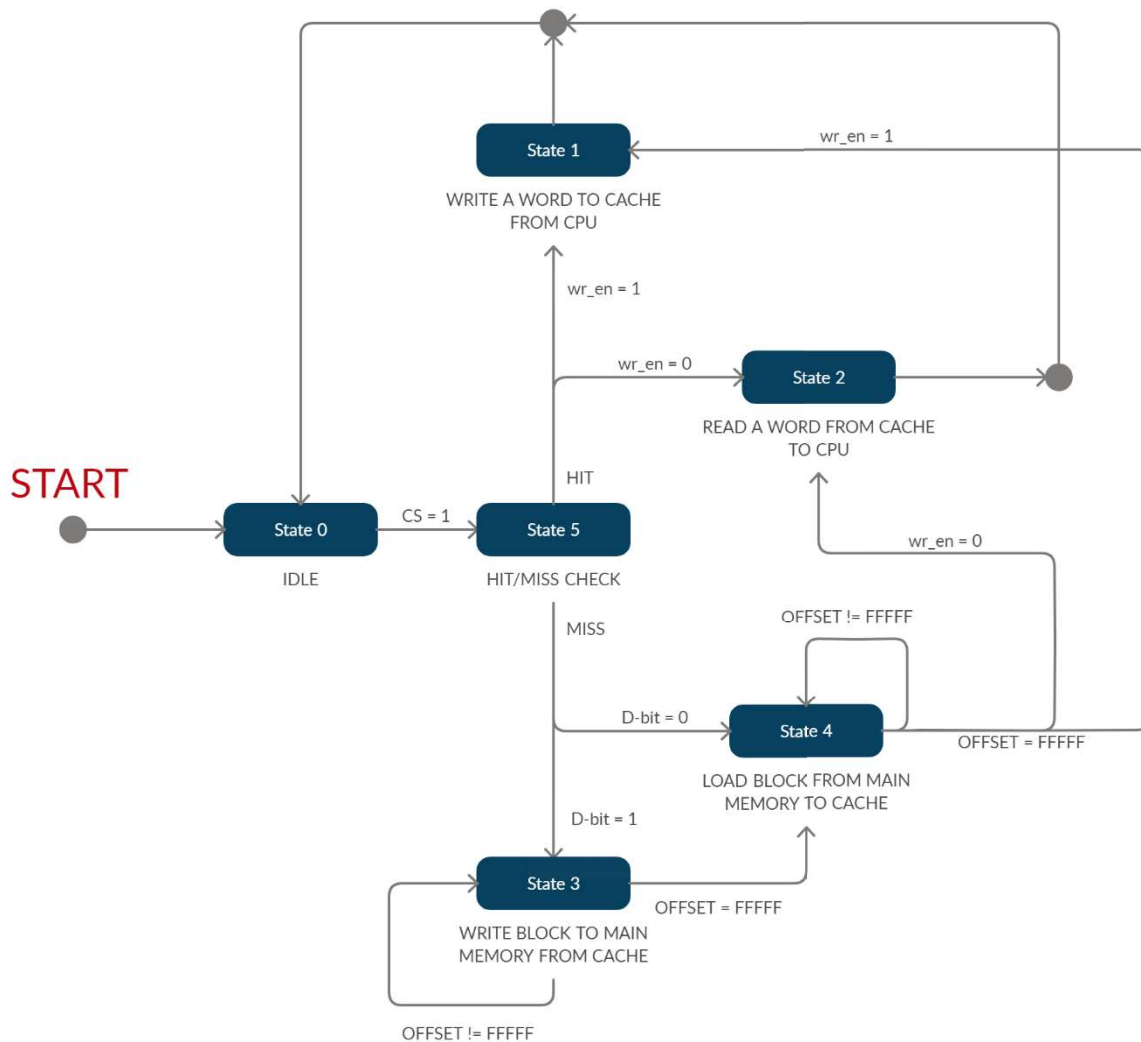 State 1
wr_en = 1
WRITE A WORD TO CACHE
FROM CPU
wr_en = 1
wr_en = 0
State 2
READ A WORD FROM CACHE
TO CPU
START
HIT
State 0
CS = 1
State 5
wr_en = 0
IDLE
HIT/MISS CHECK
MISS
OFFSET != FFFFF
D-bit = 0
State 4
OFFSET = FFFFF
LOAD BLOCK FROM MAIN
MEMORY TO CACHE
D-bit = 1
State 3
OFFSET = FFFFF
WRITE BLOCK TO MAIN
MEMORY FROM CACHE
OFFSET != FFFFF